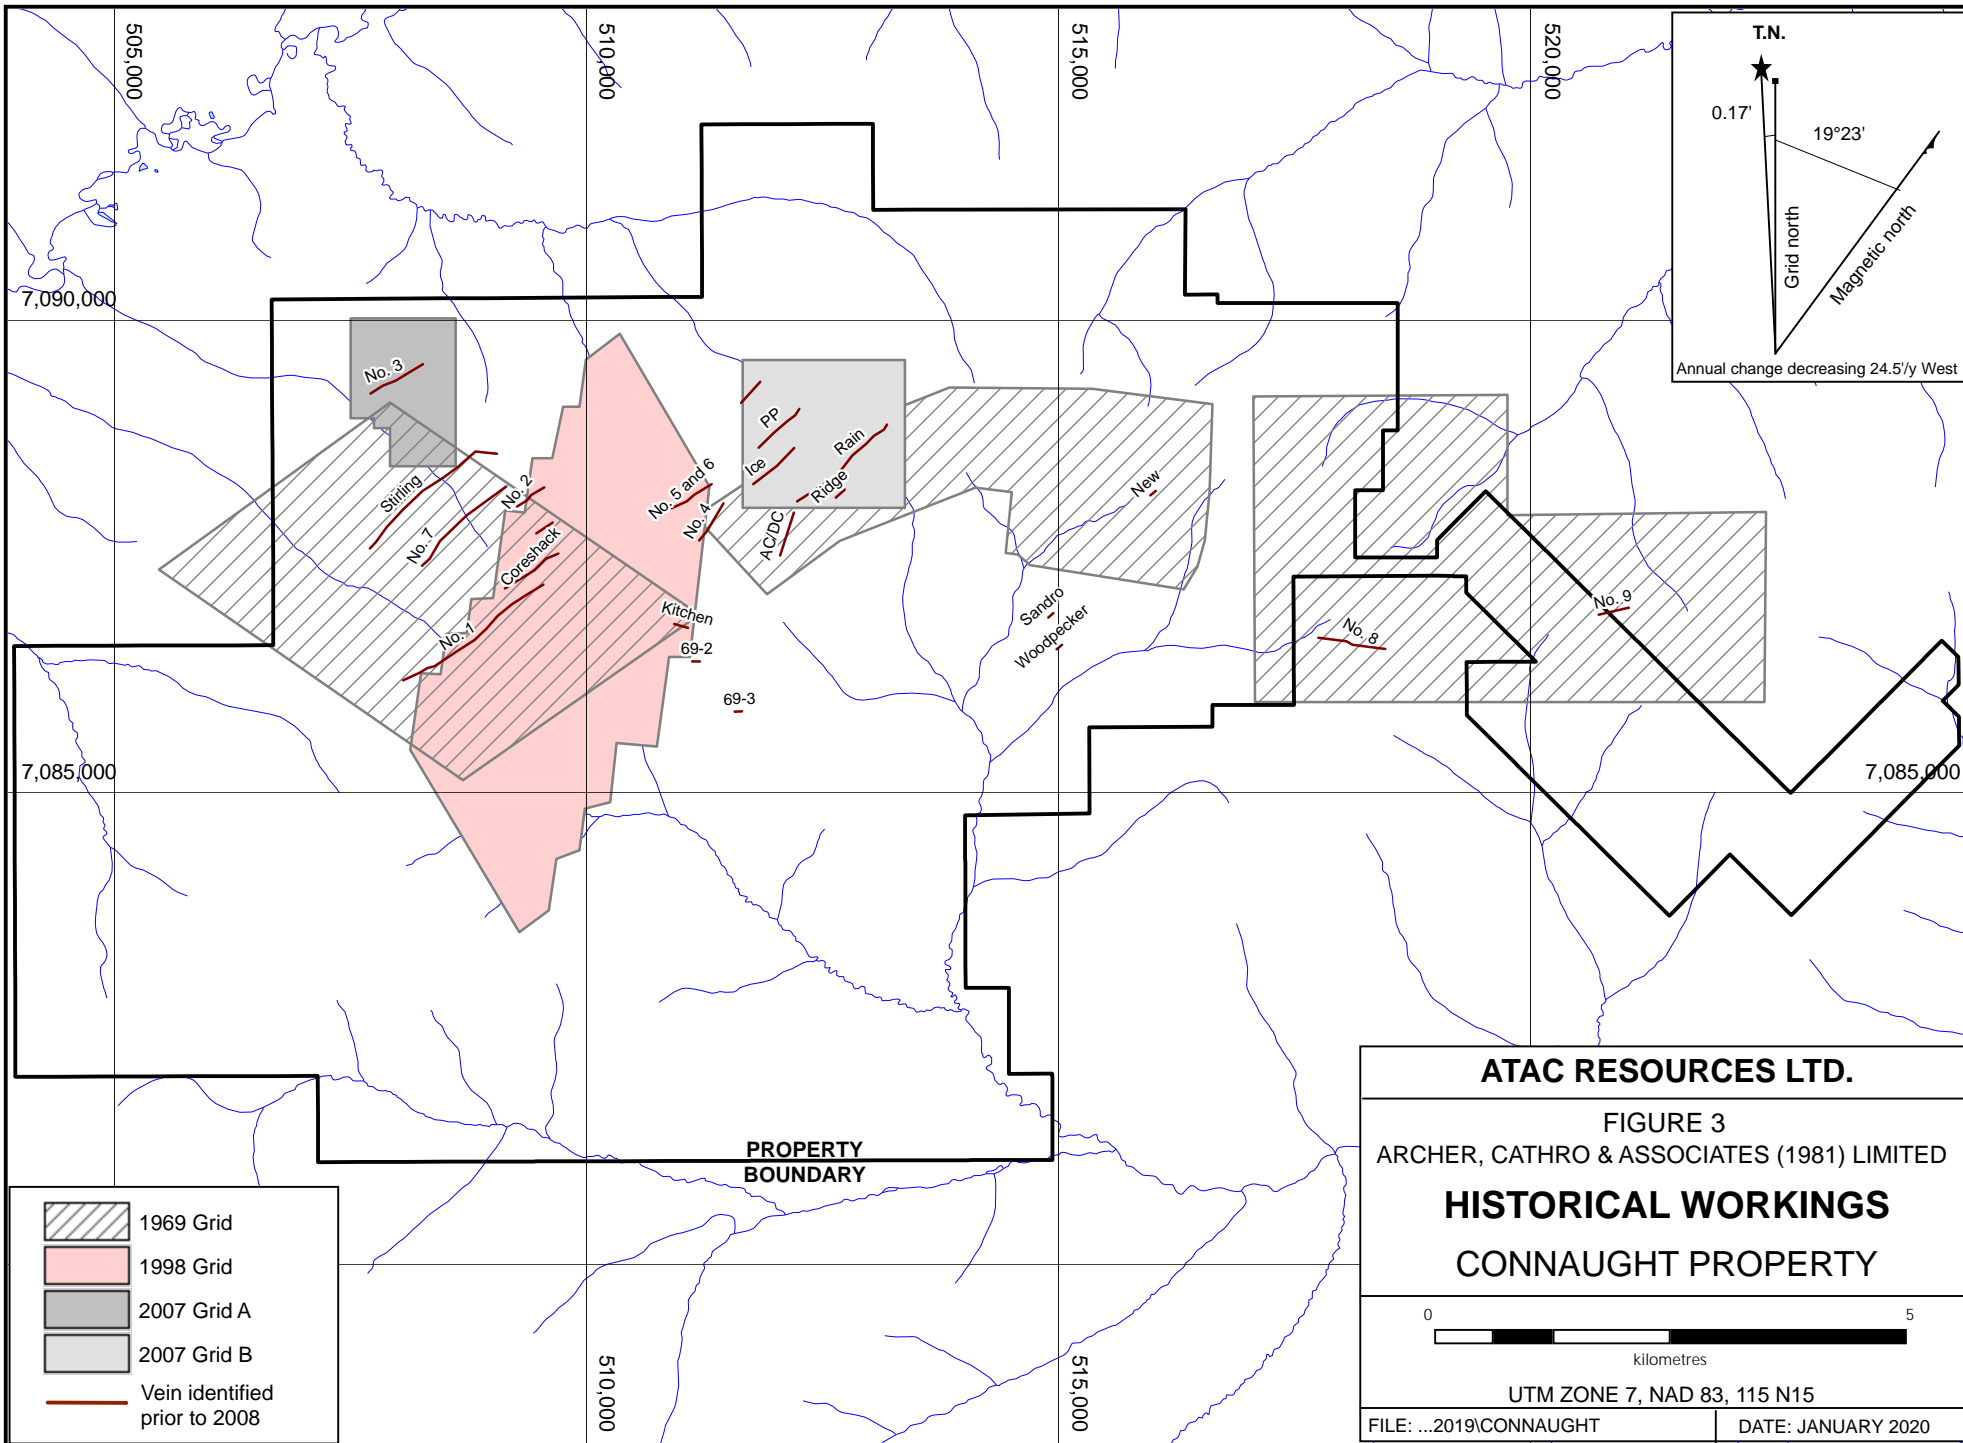 505,000
510,000
515,000
520,000
T.N.
0.17'
19°23'
Grid north
Magnetic north
Annual change decreasing 24.5'/y West
7,090,000
No. 3
PP
Rain
Ice
Ridge
Stirling
No. 2
No. 5 and 6
No. 4
No. 7
AC/DC
New
Coreshack
Kitchen
Sandro
No. 9
No. 1
69-2
Woodpecker
No. 8
69-3
7,085,000
7,085,000
PROPERTY
BOUNDARY
1969 Grid
1998 Grid
2007 Grid A
2007 Grid B
Vein identified
prior to 2008
510,000
515,000
ATAC RESOURCES LTD.
FIGURE 3
ARCHER, CATHRO & ASSOCIATES (1981) LIMITED
HISTORICAL WORKINGS
CONNAUGHT PROPERTY
0 5
kilometres
UTM ZONE 7, NAD 83, 115 N15
FILE: ...2019\CONNAUGHT
DATE: JANUARY 2020